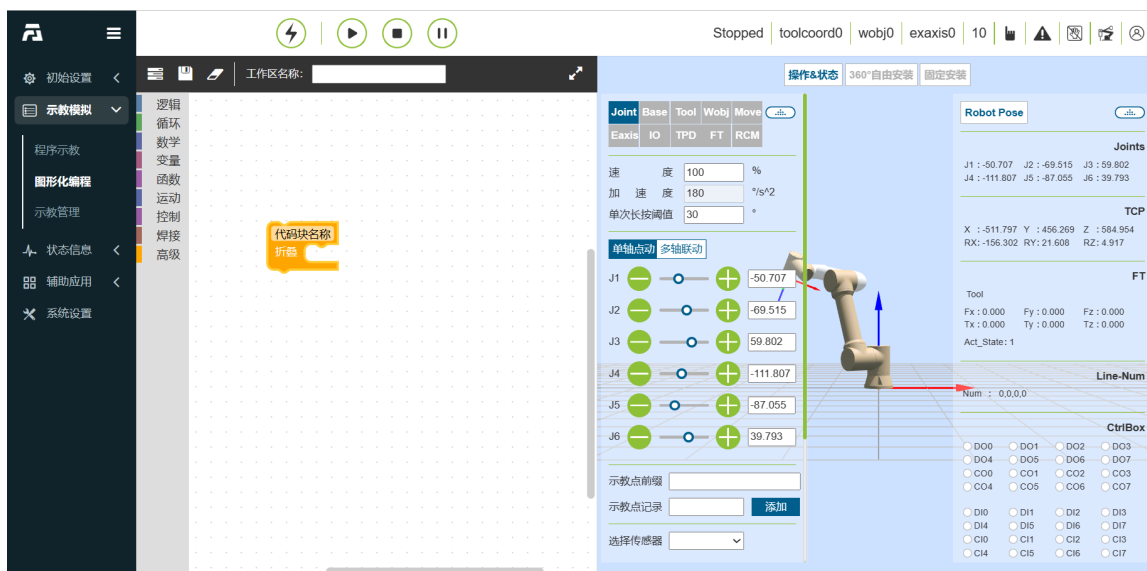 Stopped toolcoord0 wobj0 exaxis0 10
初始设置
示教模拟
程序示教
图形化编程
示教管理
状态信息
辅助应用
系统设置
工作区名称:
逻辑
循环
数学
变量
函数
运动
控制
焊接
高级
代码块名称
折叠
操作&状态 360°自由安装 固定安装
Joint Base Tool Wobj Move
Eaxis IO TPD FT RCM
速 度 100 %
加 速 度 180 °/s^2
单次长按阈值 30 °
单轴点动 多轴联动
J1 -50.707
J2 -69.515
J3 59.802
J4 -111.807
J5 -87.055
J6 39.793
示教点前缀
示教点记录 添加
选择传感器
Robot Pose
Joints
J1 : -50.707 J2 : -69.515 J3 : 59.802
J4 : -111.807 J5 : -87.055 J6 : 39.793
TCP
X : -511.797 Y : 456.269 Z : 584.954
RX: -156.302 RY: 21.608 RZ: 4.917
FT
Tool
Fx : 0.000 Fy : 0.000 Fz : 0.000
Tx : 0.000 Ty : 0.000 Tz : 0.000
Act_State: 1
Line-Num
Num : 0,0,0,0
CtrlBox
DO0 DO1 DO2 DO3
DO4 DO5 DO6 DO7
CO0 CO1 CO2 CO3
CO4 CO5 CO6 CO7
DI0 DI1 DI2 DI3
DI4 DI5 DI6 DI7
CI0 CI1 CI2 CI3
CI4 CI5 CI6 CI7